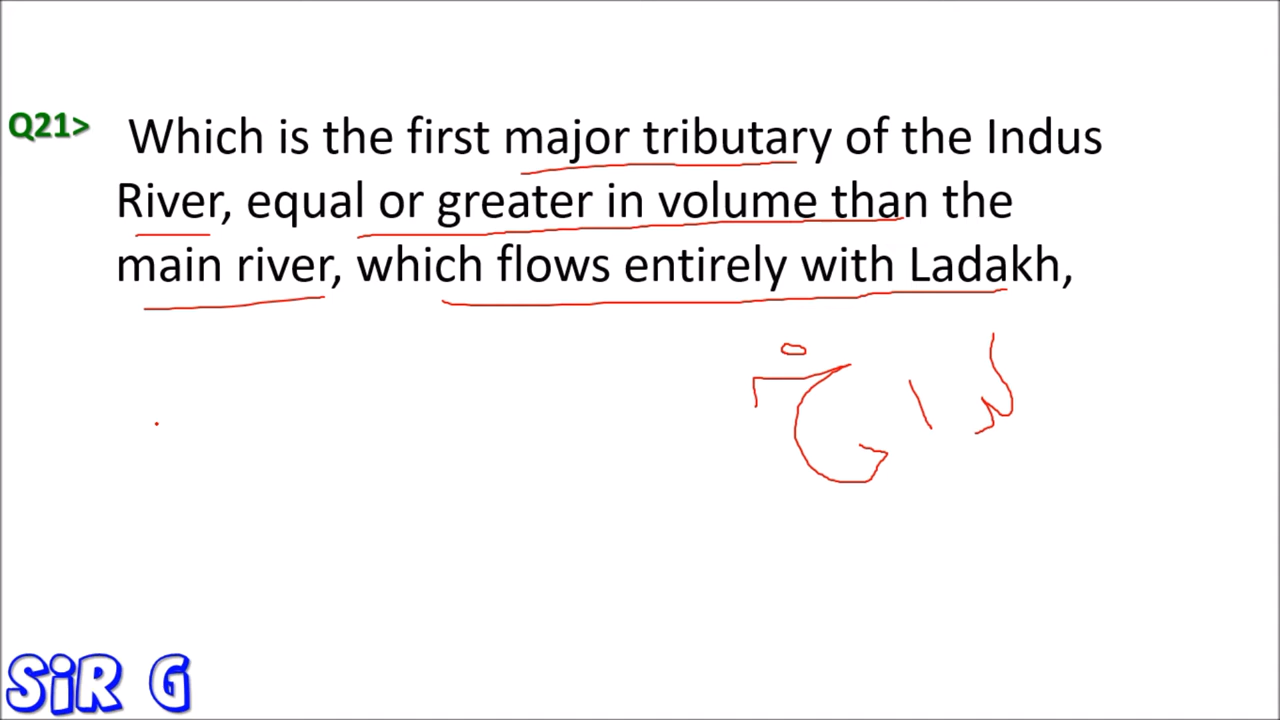 Q21> Which is the first major tributary of the Indus
River, equal or greater in volume than the
main river, which flows entirely with Ladakh,
SiR G